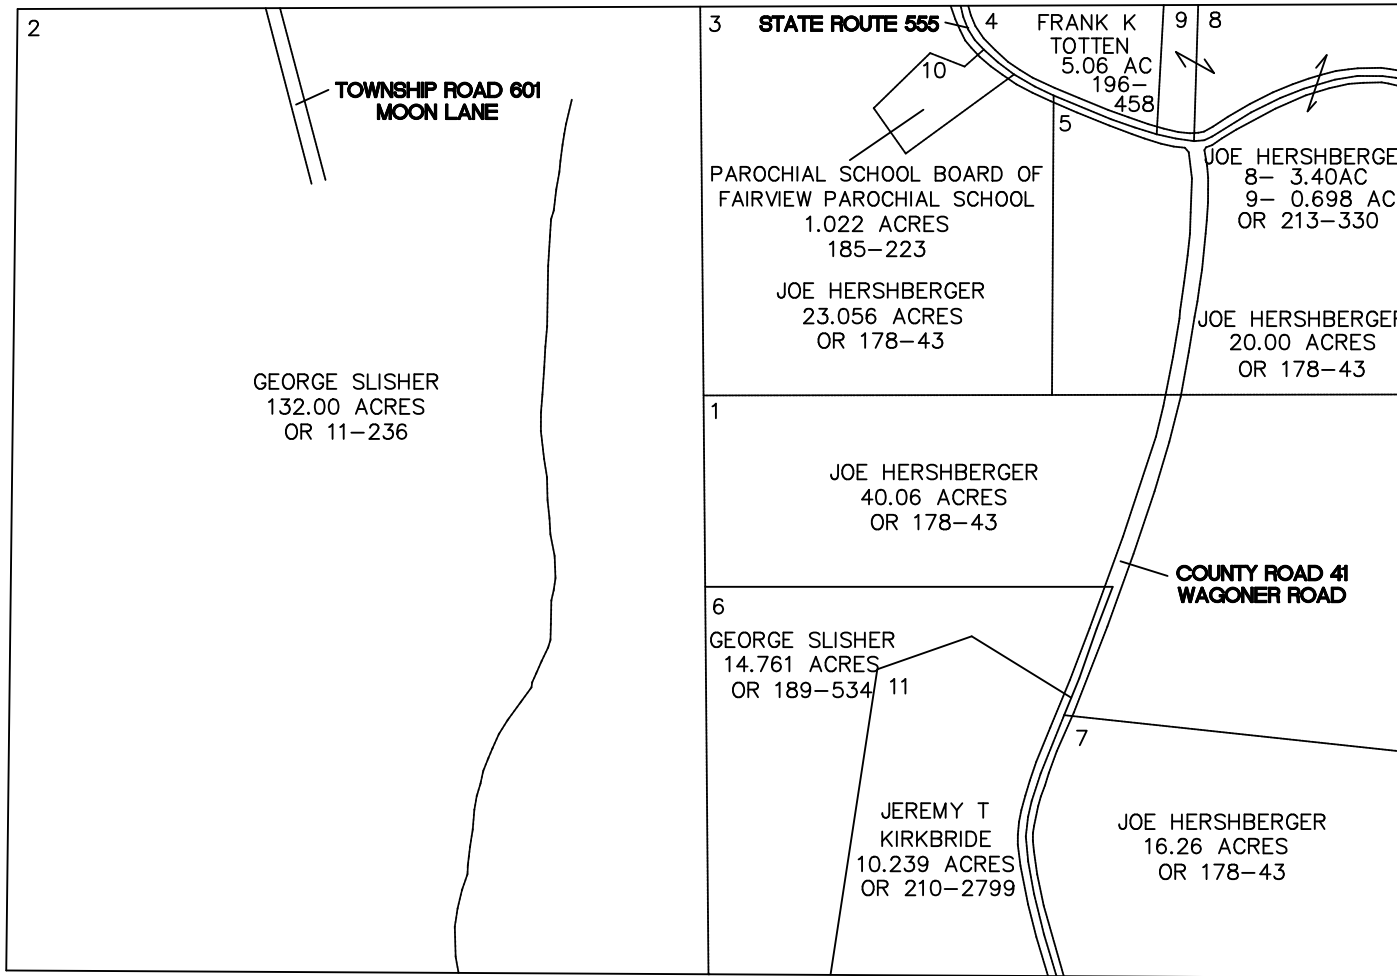 2
TOWNSHIP ROAD 601
MOON LANE
GEORGE SLISHER
132.00 ACRES
OR 11-236
3
STATE ROUTE 555
4
FRANK K
TOTTEN
5.06 AC
196-
458
9
8
10
5
PAROCHIAL SCHOOL BOARD OF
FAIRVIEW PAROCHIAL SCHOOL
1.022 ACRES
185-223
JOE HERSHBERGER
23.056 ACRES
OR 178-43
JOE HERSHBERGE
8- 3.40AC
9- 0.698 AC
OR 213-330
JOE HERSHBERGER
20.00 ACRES
OR 178-43
1
JOE HERSHBERGER
40.06 ACRES
OR 178-43
COUNTY ROAD 41
WAGONER ROAD
6
GEORGE SLISHER
14.761 ACRES
OR 189-534
11
7
JEREMY T
KIRKBRIDE
10.239 ACRES
OR 210-2799
JOE HERSHBERGER
16.26 ACRES
OR 178-43